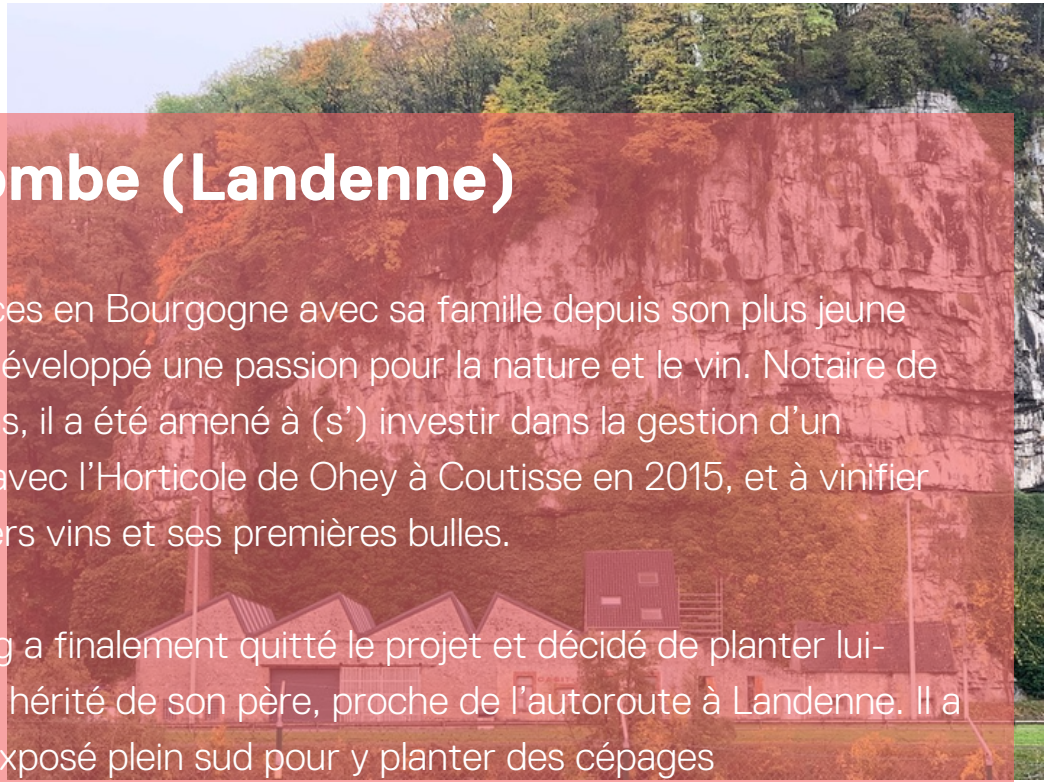 ombe (Landenne)
ces en Bourgogne avec sa famille depuis son plus jeune
éveloppé une passion pour la nature et le vin. Notaire de
s, il a été amené à (s’) investir dans la gestion d’un
avec l’Horticole de Ohey à Coutisse en 2015, et à vinifier
ers vins et ses premières bulles.
g a finalement quitté le projet et décidé de planter lui-
hérité de son père, proche de l’autoroute à Landenne. Il a
xposé plein sud pour y planter des cépages